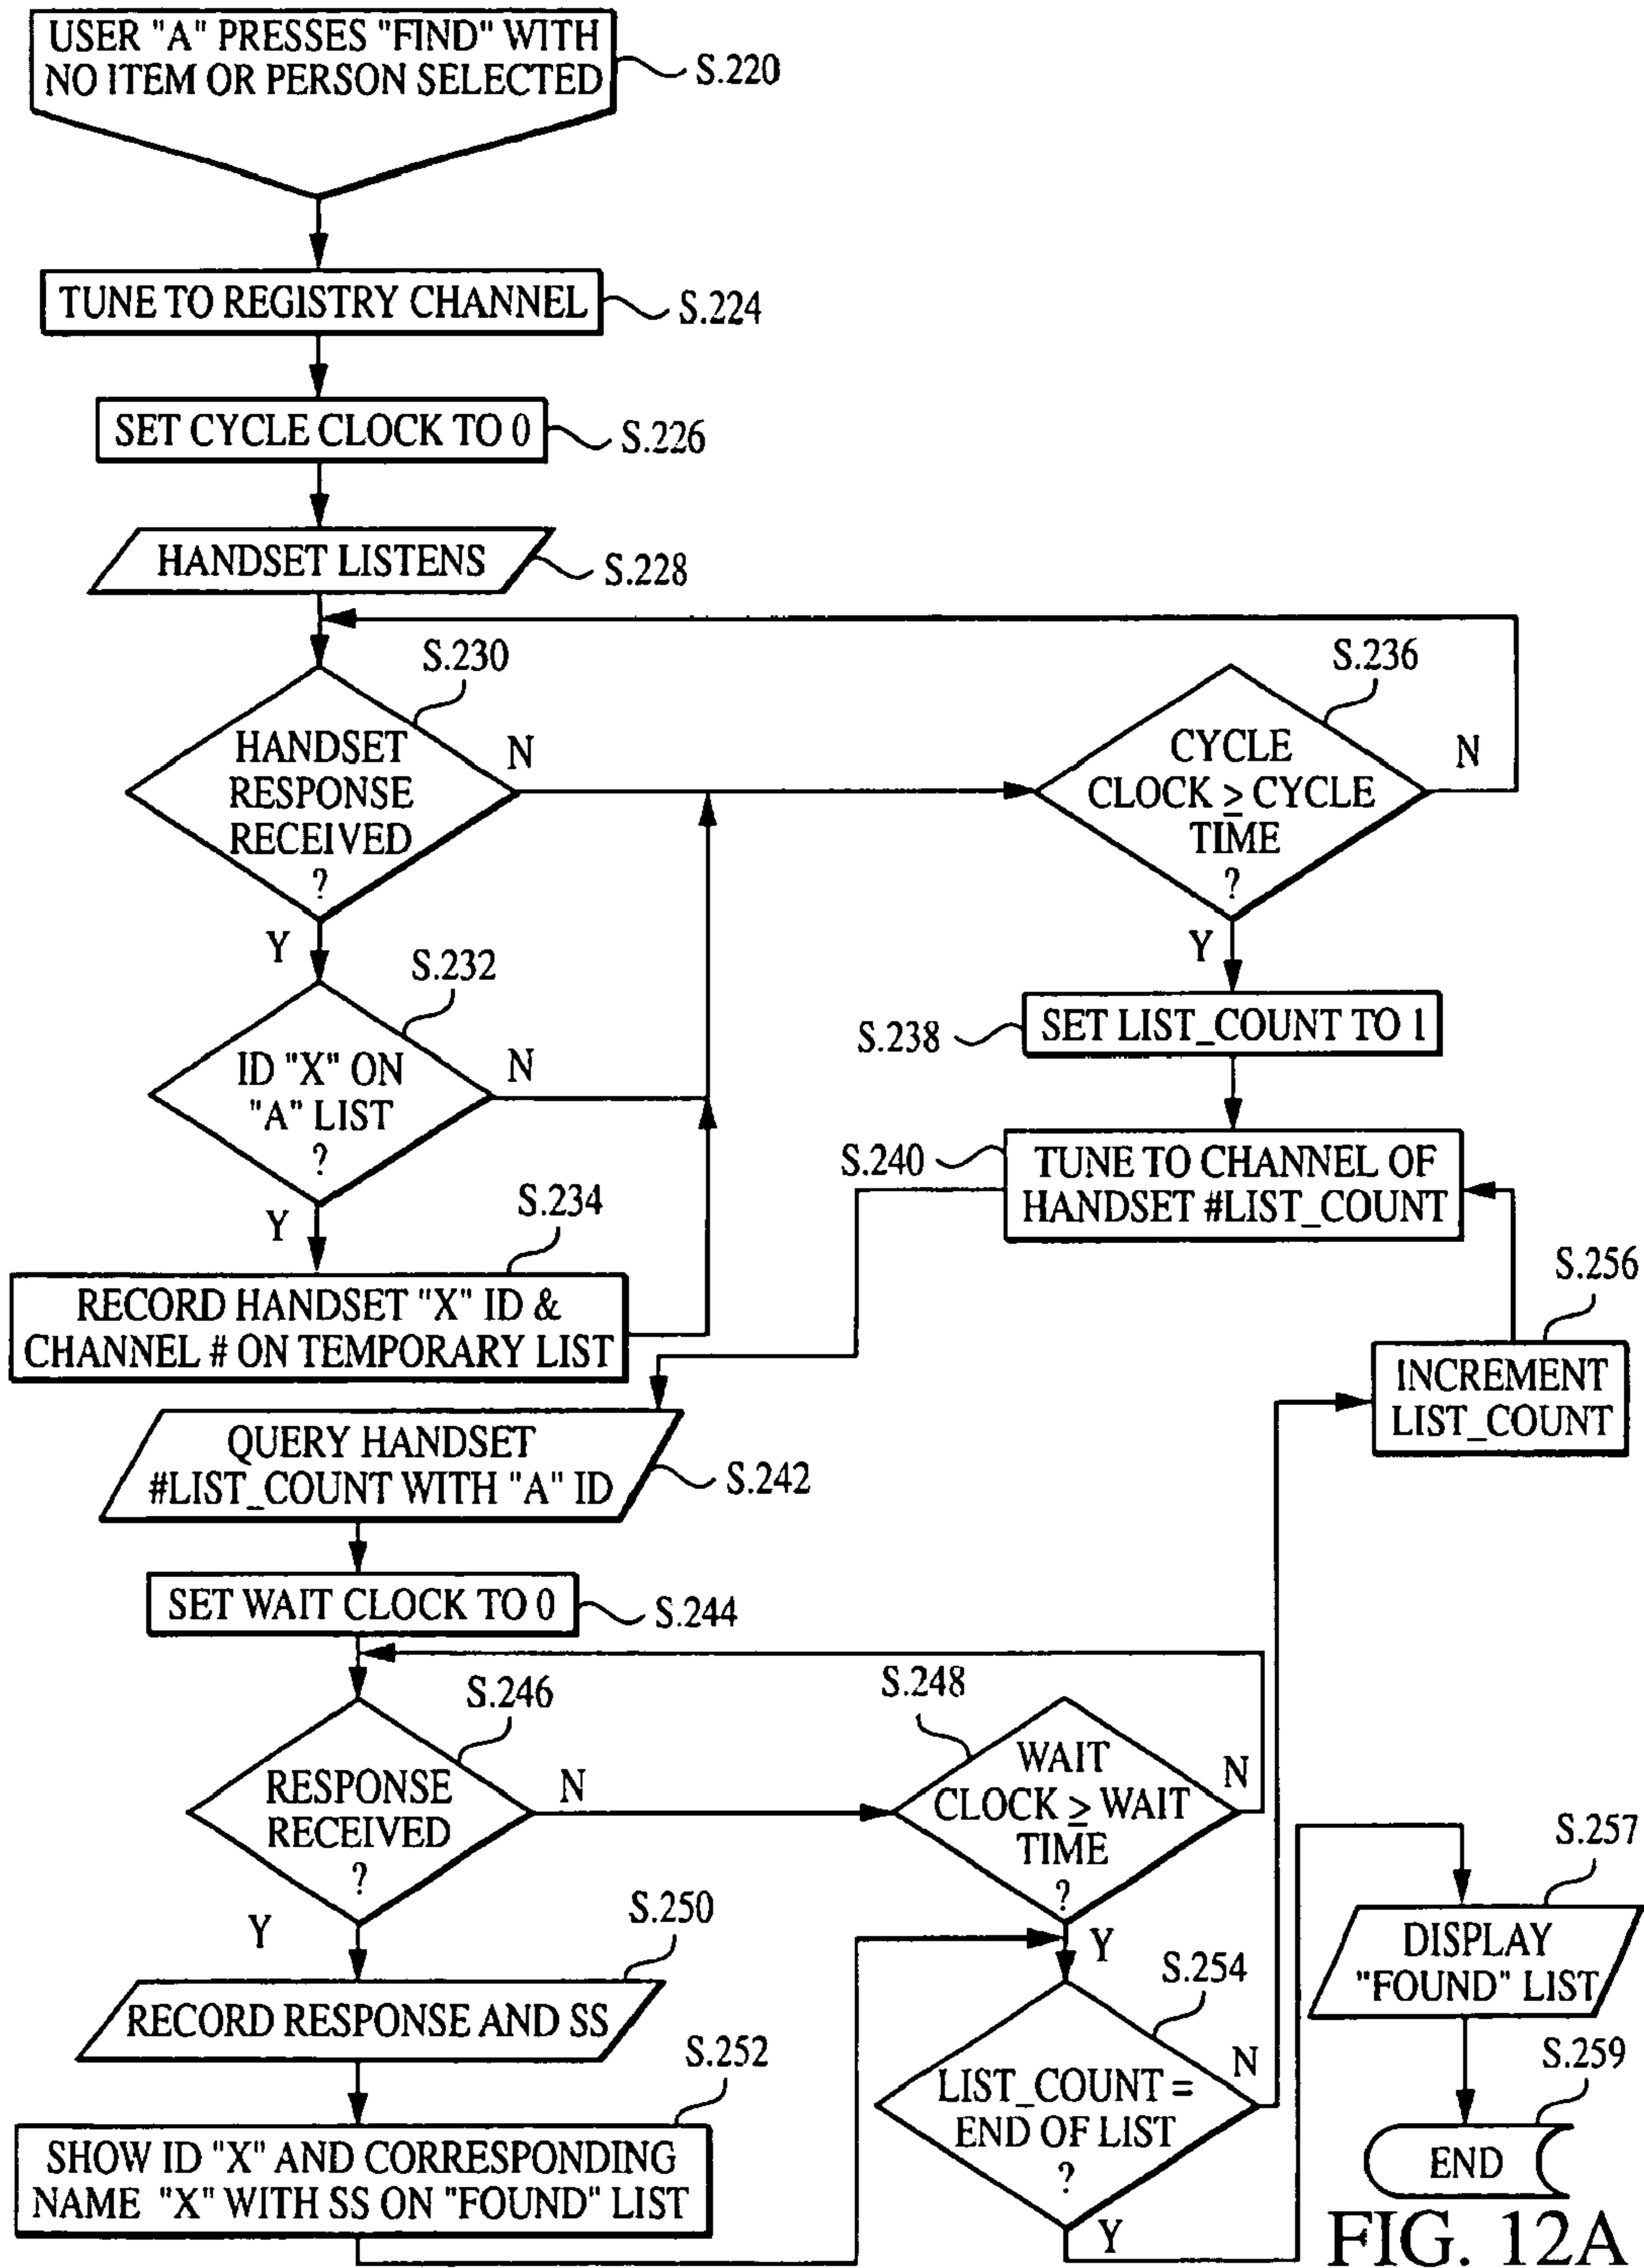 USER "A" PRESSES "FIND" WITH
NO ITEM OR PERSON SELECTED
S.220
TUNE TO REGISTRY CHANNEL
S.224
SET CYCLE CLOCK TO 0
S.226
HANDSET LISTENS
S.228
S.230
HANDSET
RESPONSE
RECEIVED
?
N
Y
S.236
CYCLE
CLOCK ≥ CYCLE
TIME
?
N
Y
S.232
ID "X" ON
"A" LIST
?
N
Y
S.238
SET LIST_COUNT TO 1
S.234
RECORD HANDSET "X" ID &
CHANNEL # ON TEMPORARY LIST
S.240
TUNE TO CHANNEL OF
HANDSET #LIST_COUNT
S.256
INCREMENT
LIST_COUNT
QUERY HANDSET
#LIST_COUNT WITH "A" ID
S.242
SET WAIT CLOCK TO 0
S.244
S.246
RESPONSE
RECEIVED
?
N
Y
S.248
WAIT
CLOCK ≥ WAIT
TIME
?
N
Y
S.250
RECORD RESPONSE AND SS
S.252
SHOW ID "X" AND CORRESPONDING
NAME "X" WITH SS ON "FOUND" LIST
S.254
LIST_COUNT =
END OF LIST
?
N
Y
S.257
DISPLAY
"FOUND" LIST
S.259
END
FIG. 12A